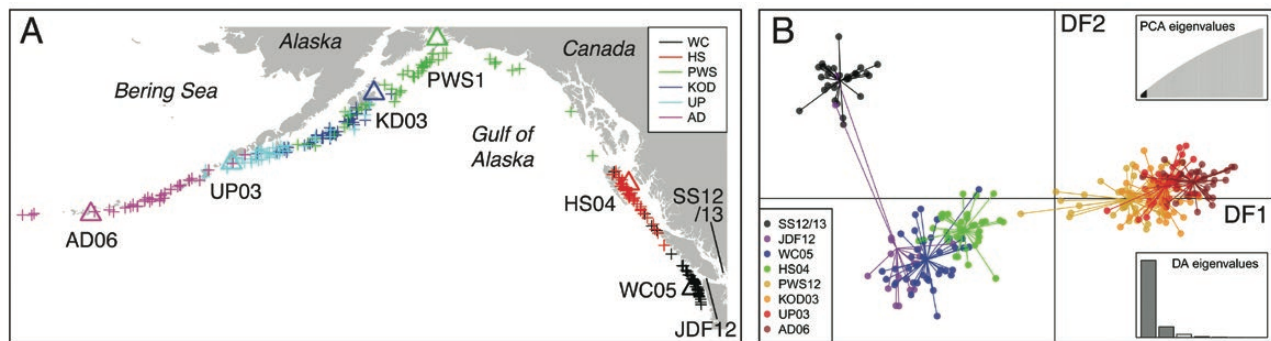 A
Alaska
Canada
WC
HS
PWS
KOD
UP
AD
Bering Sea
PWS1
KD03
Gulf of
Alaska
UP03
AD06
HS04
SS12
/13
WC05
JDF12
B
DF2
PCA eigenvalues
DF1
SS12/13
JDF12
WC05
HS04
PWS12
KOD03
UP03
AD06
DA eigenvalues